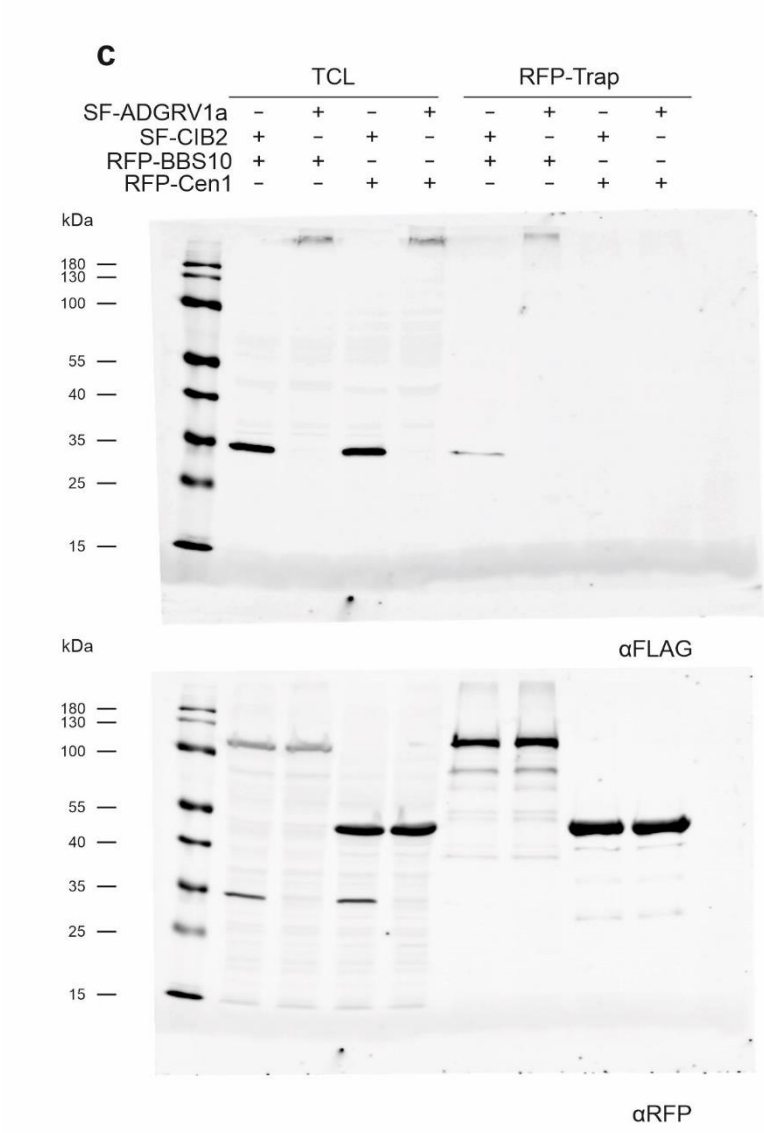 c
TCL RFP-Trap
SF-ADGRV1a – + – + – + – +
SF-CIB2 + – + – + – + –
RFP-BBS10 + + – – + + – –
RFP-Cen1 – – + + – – + +
kDa
180 —
130 —
100 —
55 —
40 —
35 —
25 —
15 —
kDa αFLAG
180 —
130 —
100 —
55 —
40 —
35 —
25 —
15 —
αRFP